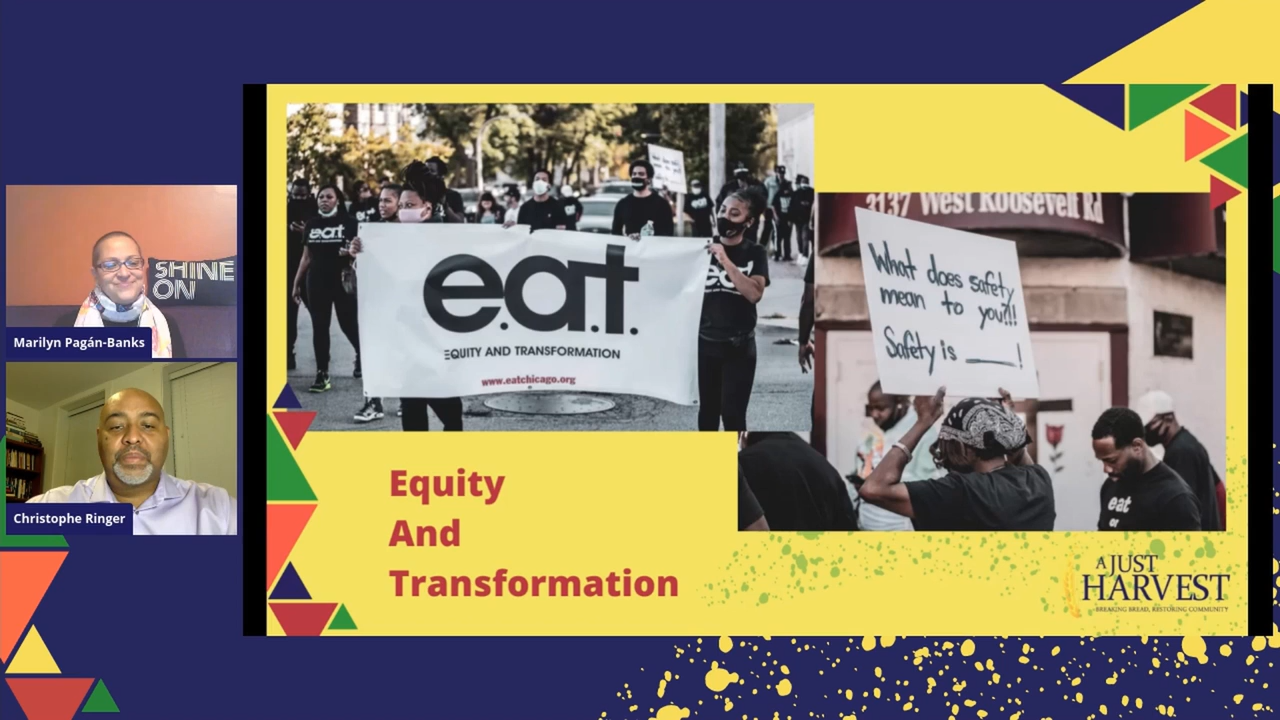 SHINE
ON
Marilyn Pagán-Banks
Christophe Ringer
eat
e.a.t.
EQUITY AND TRANSFORMATION
www.eatchicago.org
3137 West Roosevelt Rd
What does safety
mean to you?!!
Safety is ____!
eat
Equity
And
Transformation
A JUST
HARVEST
BREAKING BREAD, RESTORING COMMUNITY